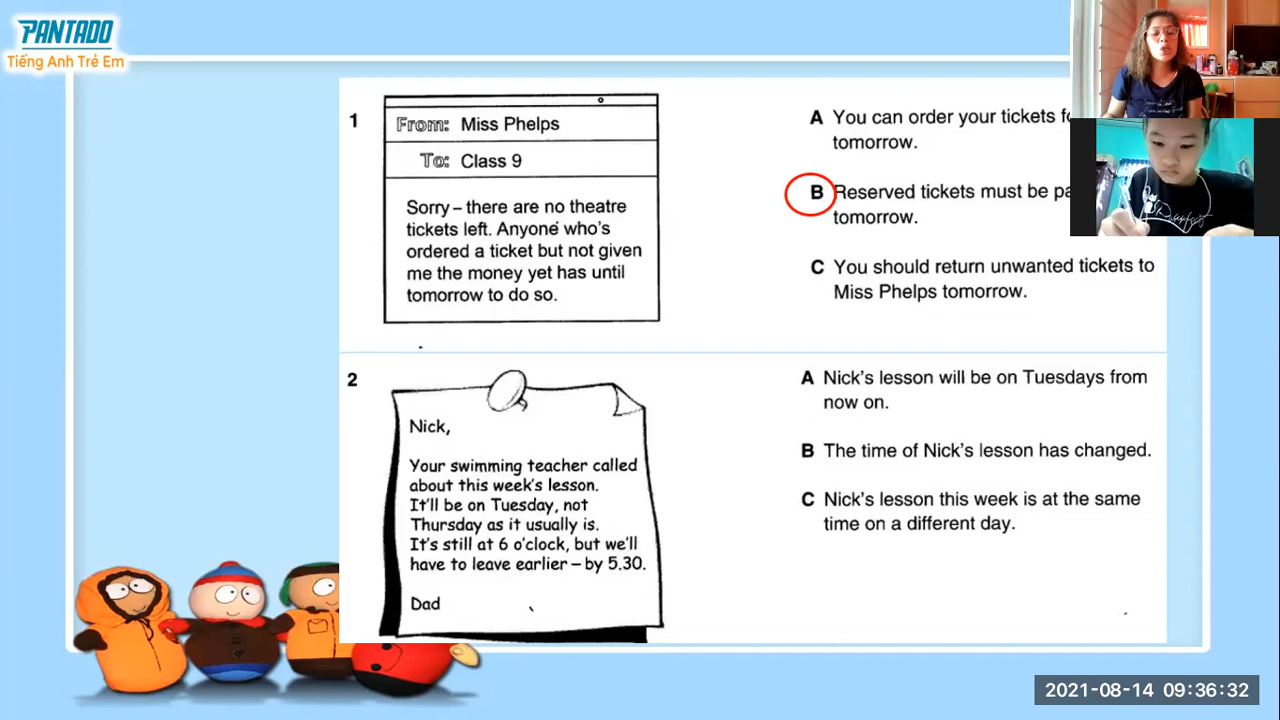 PANTADO
Tiếng Anh Trẻ Em
1
From: Miss Phelps
To: Class 9
Sorry – there are no theatre
tickets left. Anyone who's
ordered a ticket but not given
me the money yet has until
tomorrow to do so.
A You can order your tickets
tomorrow.
B Reserved tickets must be
tomorrow.
C You should return unwanted tickets to
Miss Phelps tomorrow.
2
Nick,
Your swimming teacher called
about this week's lesson.
It'll be on Tuesday, not
Thursday as it usually is.
It's still at 6 o'clock, but we'll
have to leave earlier – by 5.30.
Dad
A Nick's lesson will be on Tuesdays from
now on.
B The time of Nick's lesson has changed.
C Nick's lesson this week is at the same
time on a different day.
2021-08-14 09:36:32